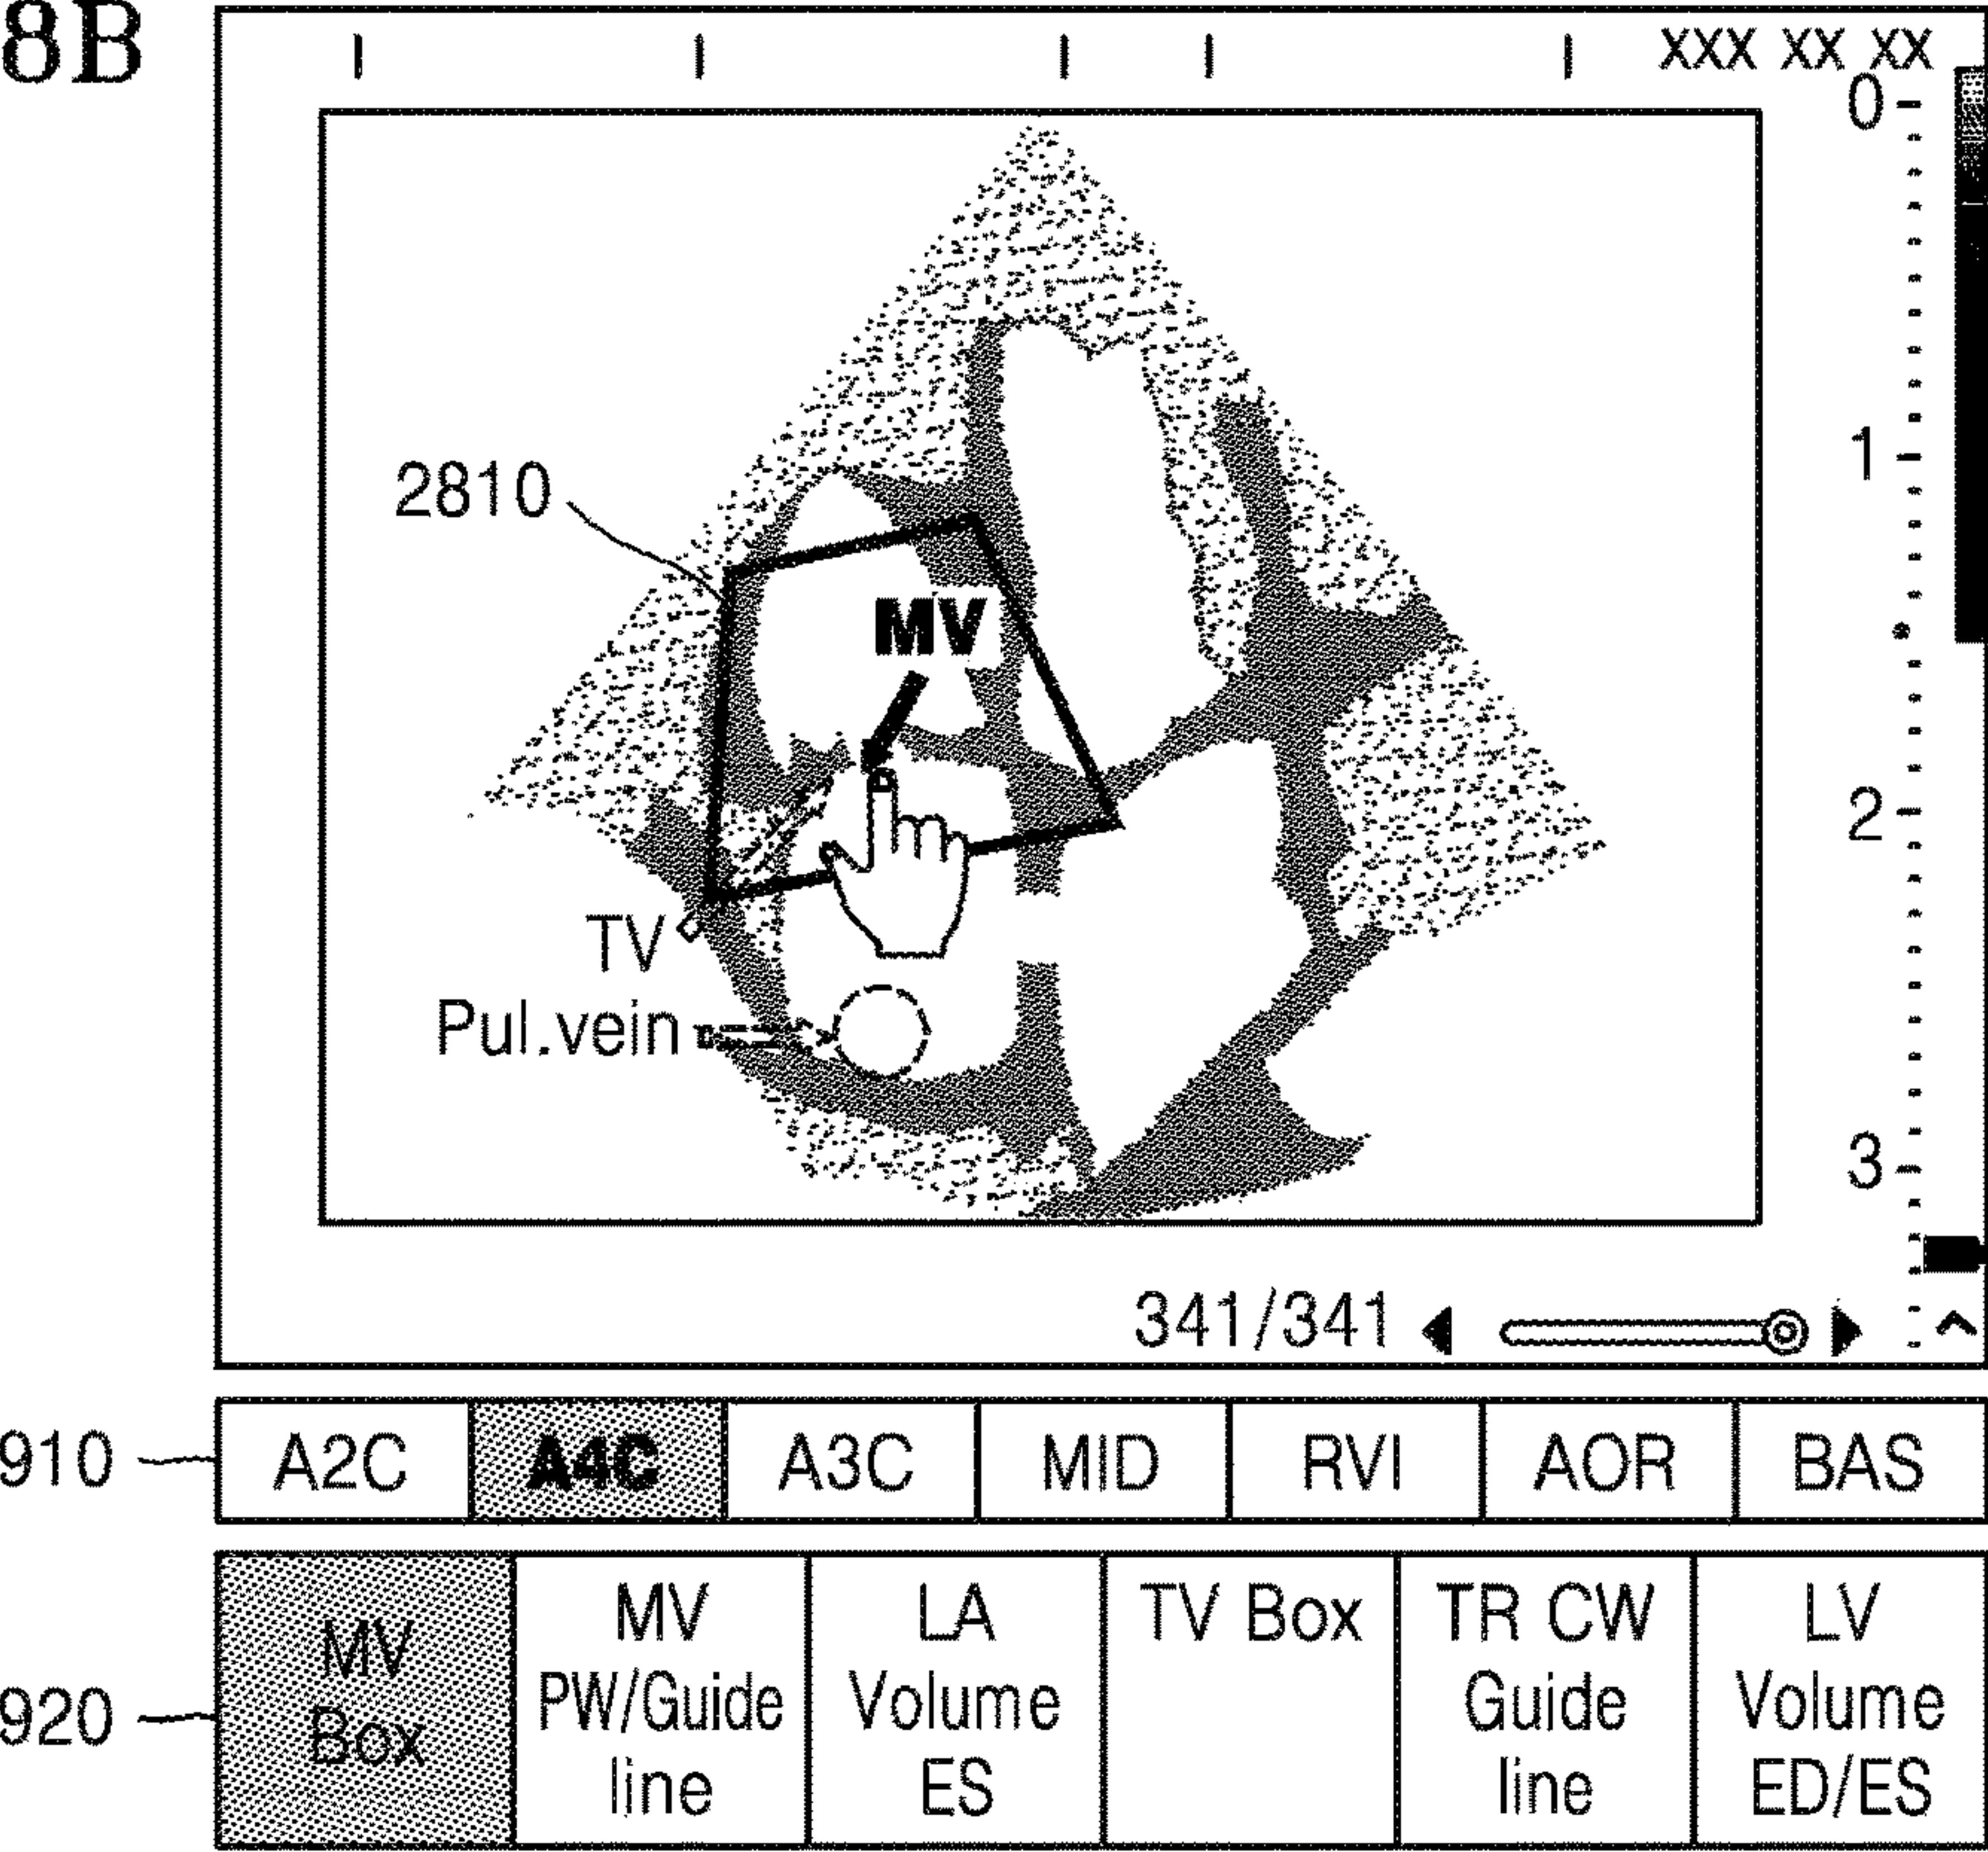 8B
XXX XX XX
0
1
2
3
2810
MV
TV
Pul.vein
341/341
910
A2C
A4C
A3C
MID
RVI
AOR
BAS
920
MV
Box
MV
PW/Guide
line
LA
Volume
ES
TV Box
TR CW
Guide
line
LV
Volume
ED/ES